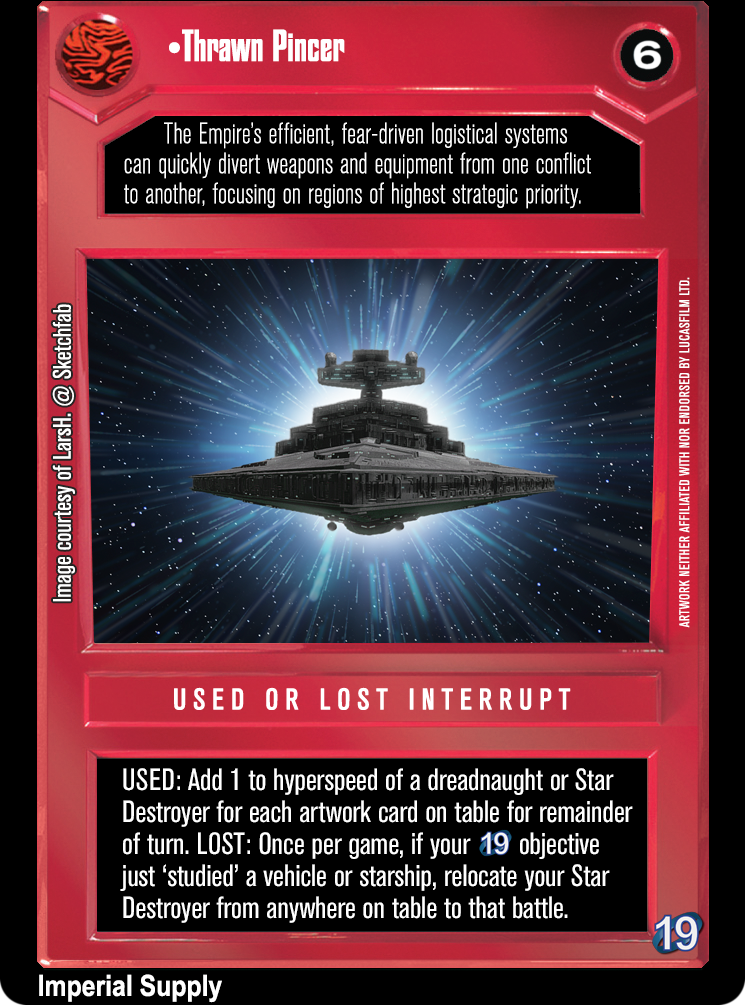 •Thrawn Pincer
6
The Empire's efficient, fear-driven logistical systems
can quickly divert weapons and equipment from one conflict
to another, focusing on regions of highest strategic priority.
Image courtesy of LarsH. @ Sketchfab
ARTWORK NEITHER AFFILIATED WITH NOR ENDORSED BY LUCASFILM LTD.
USED OR LOST INTERRUPT
USED: Add 1 to hyperspeed of a dreadnaught or Star
Destroyer for each artwork card on table for remainder
of turn. LOST: Once per game, if your 19 objective
just ‘studied’ a vehicle or starship, relocate your Star
Destroyer from anywhere on table to that battle.
19
Imperial Supply